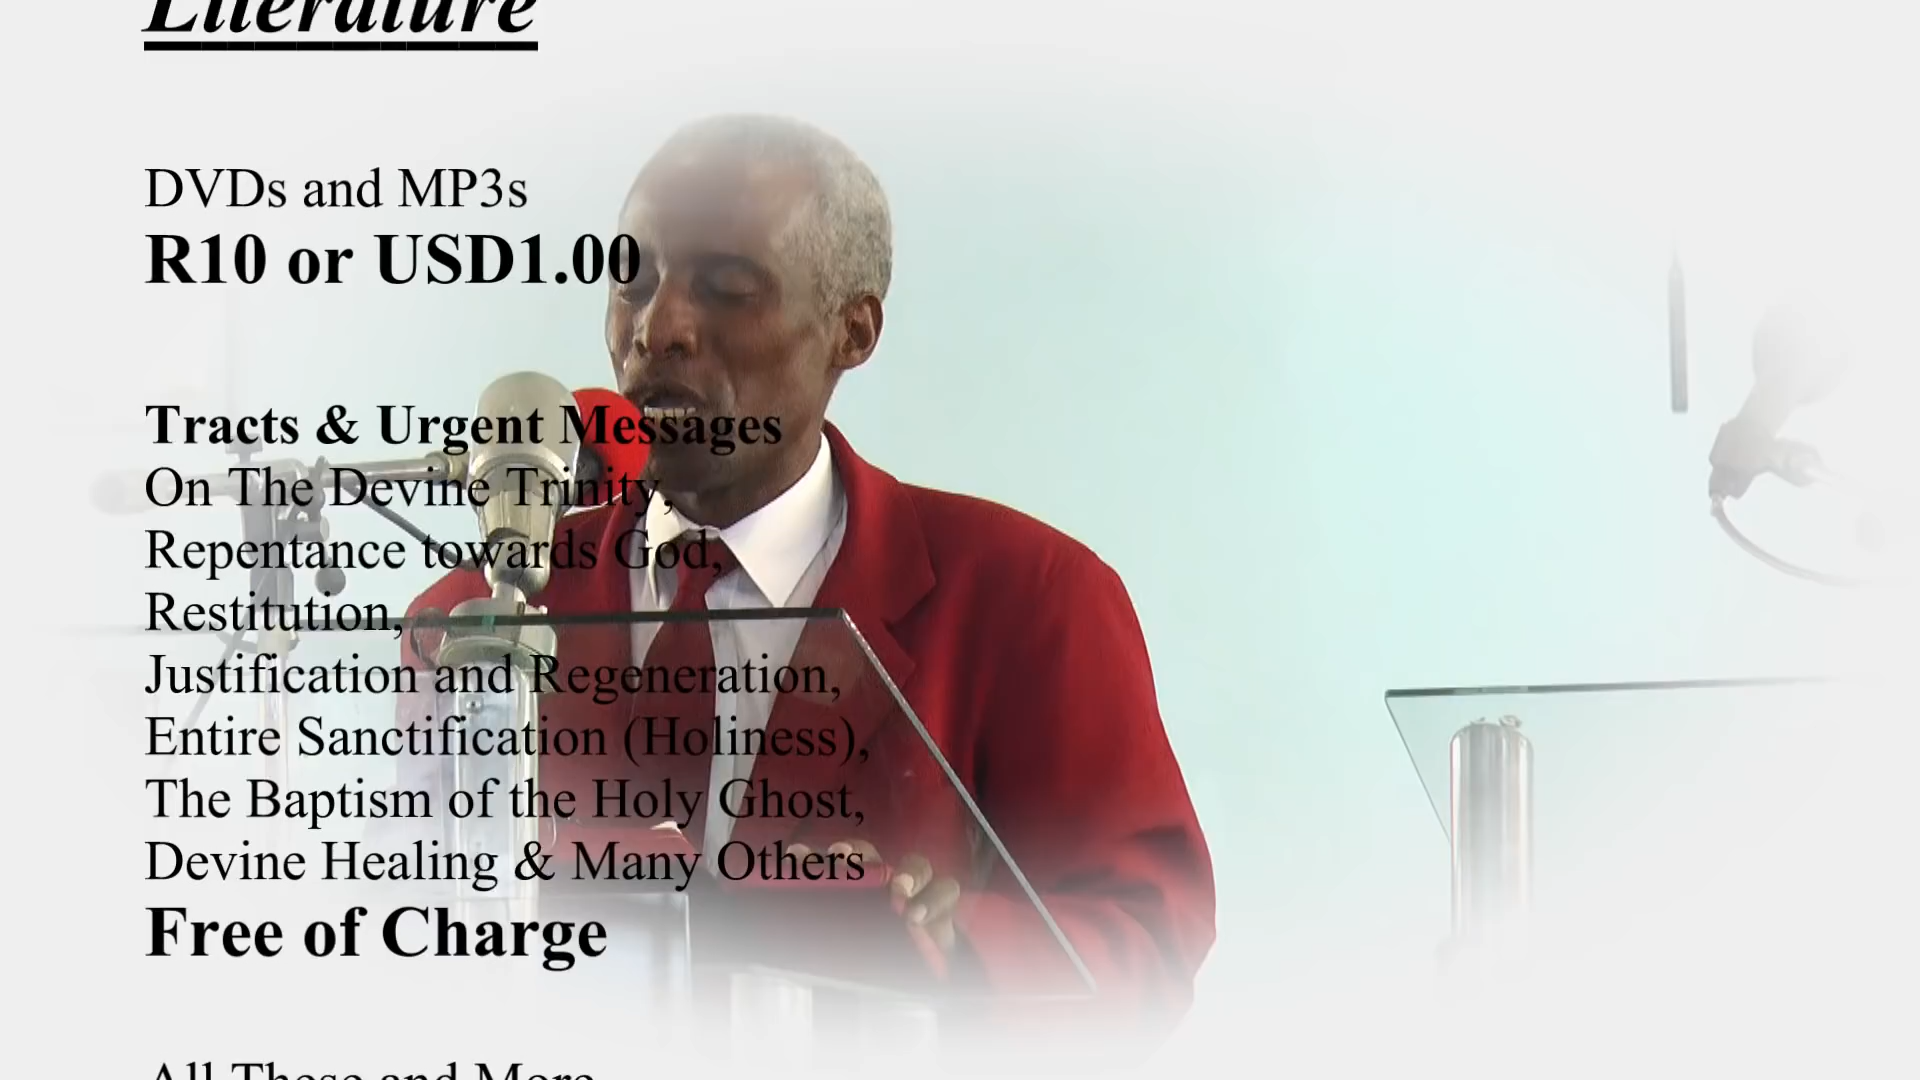 Literature
DVDs and MP3s
R10 or USD1.00
Tracts & Urgent Messages
On The Devine Trinity,
Repentance towards God,
Restitution,
Justification and Regeneration,
Entire Sanctification (Holiness),
The Baptism of the Holy Ghost,
Devine Healing & Many Others
Free of Charge
All These and More